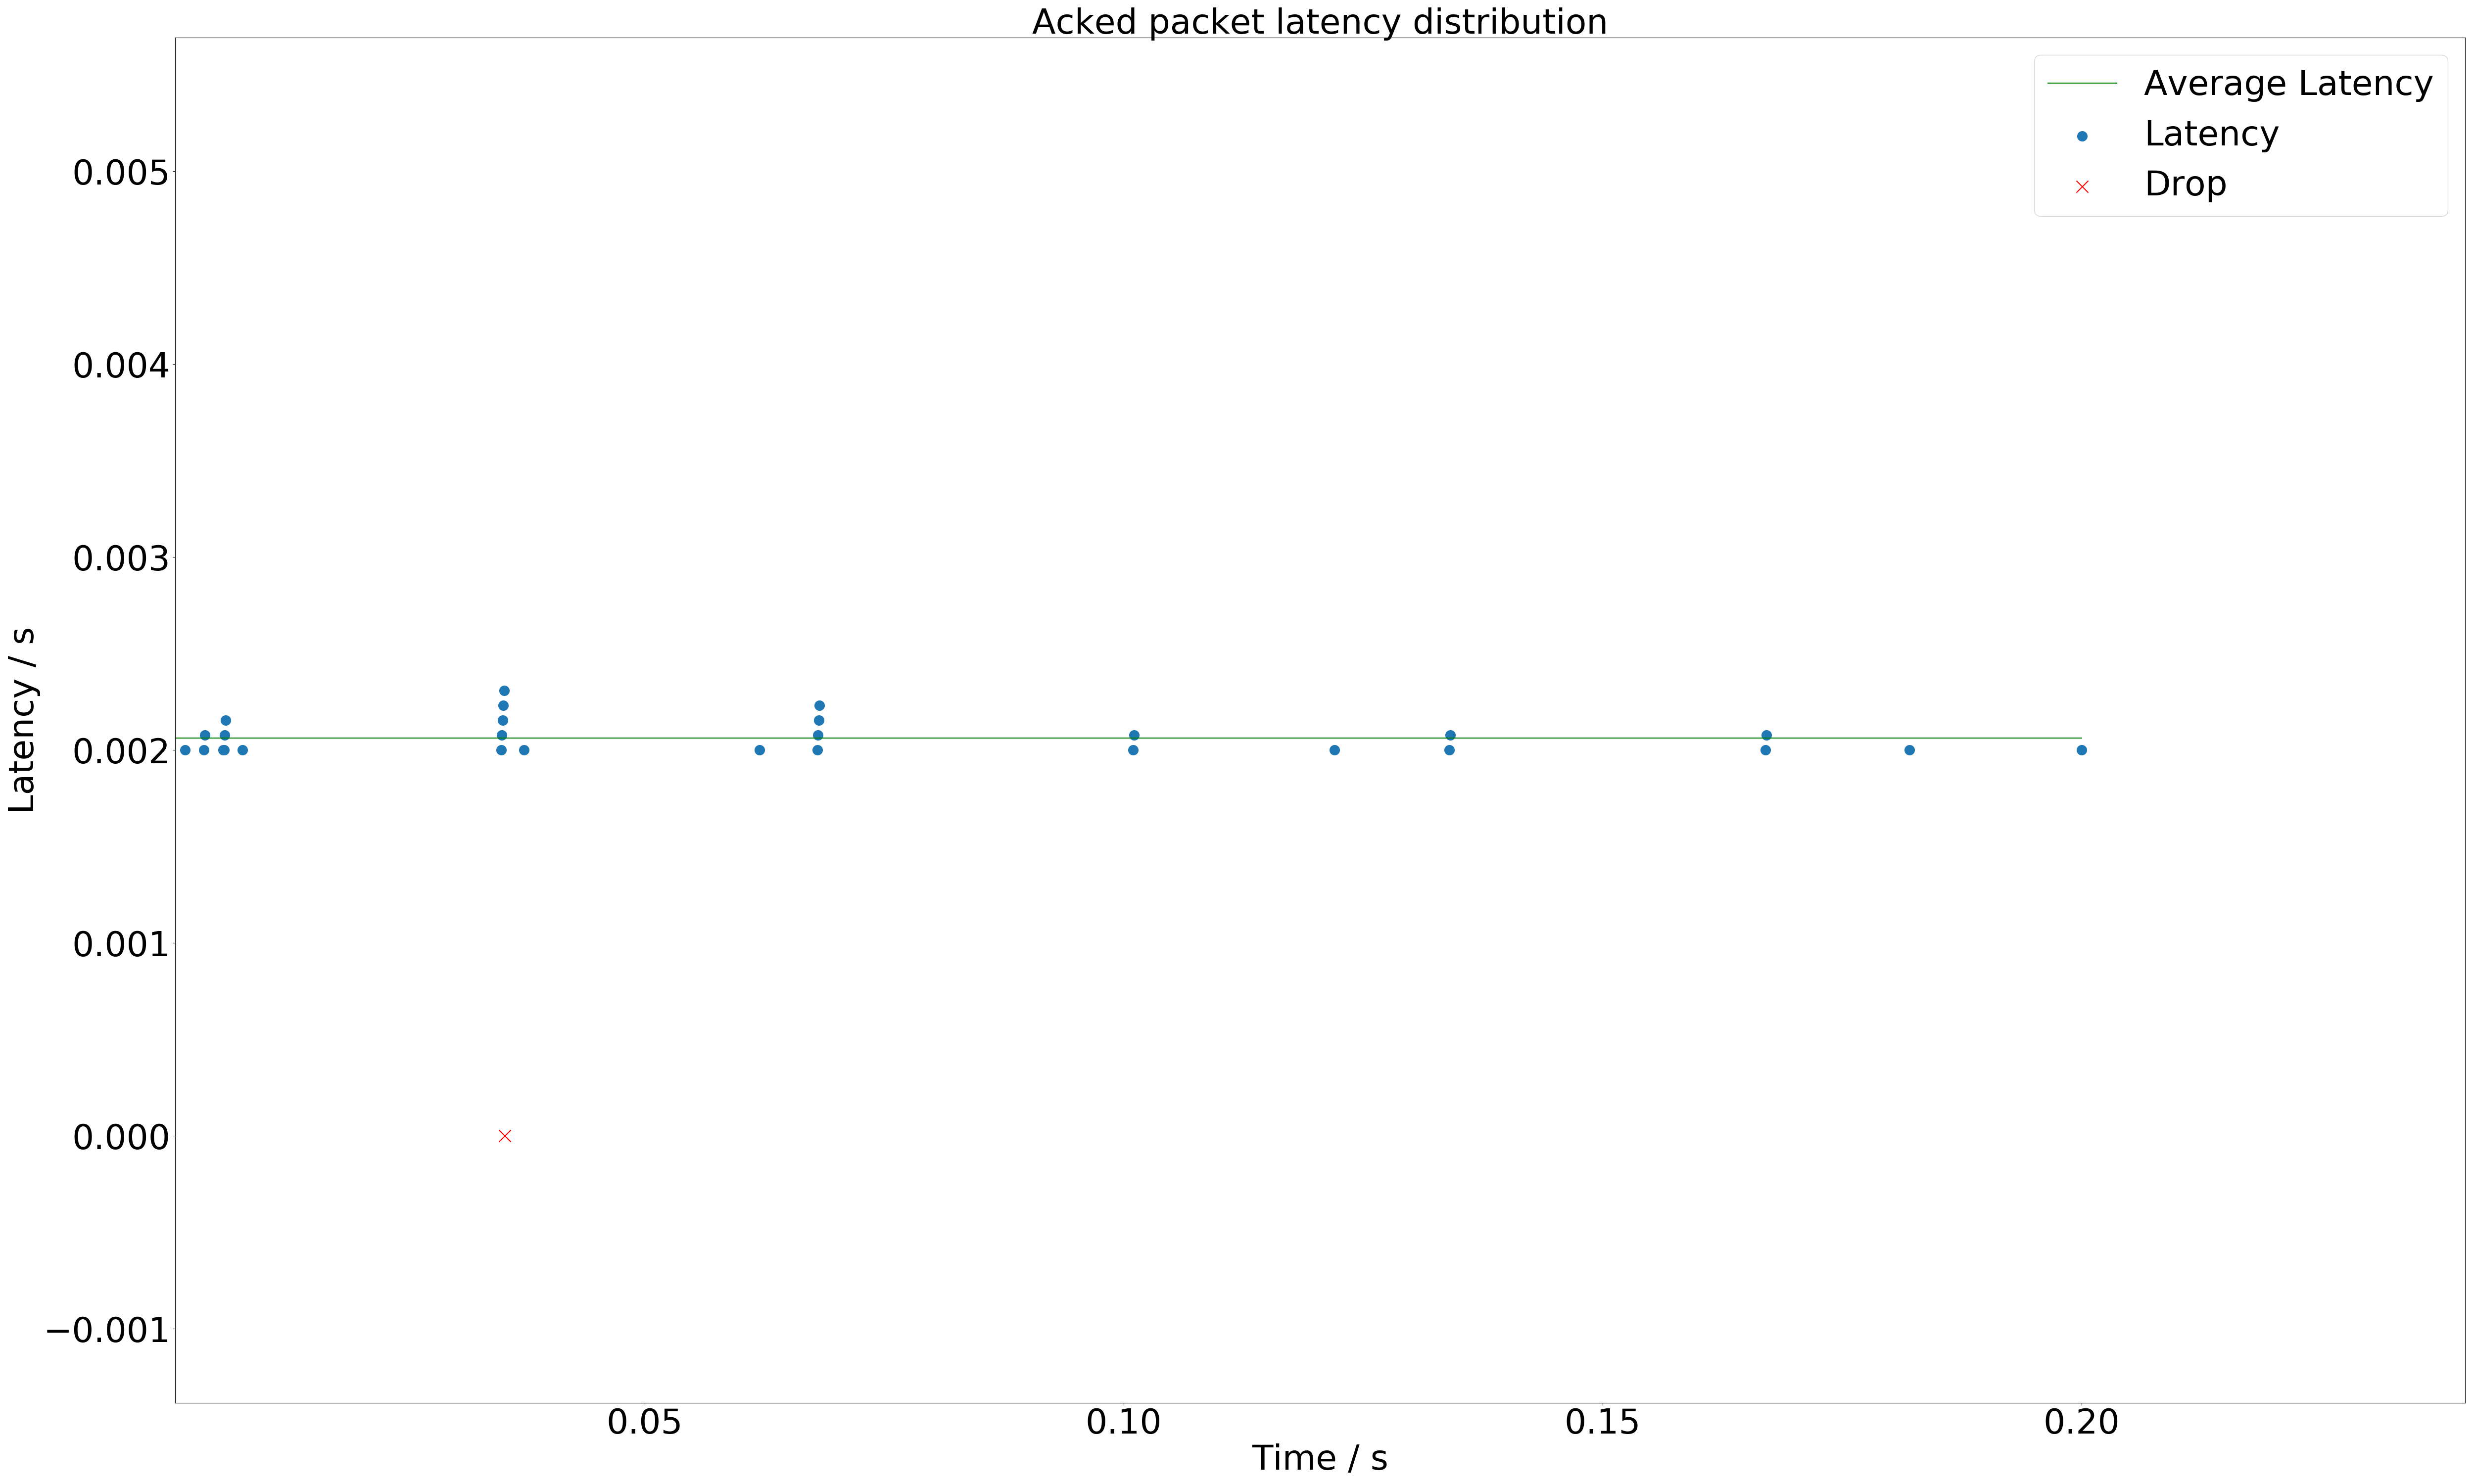 Acked packet latency distribution
Average Latency
Latency
Drop
0.005
0.004
0.003
0.002
0.001
0.000
−0.001
Latency / s
0.05 0.10 0.15 0.20
Time / s